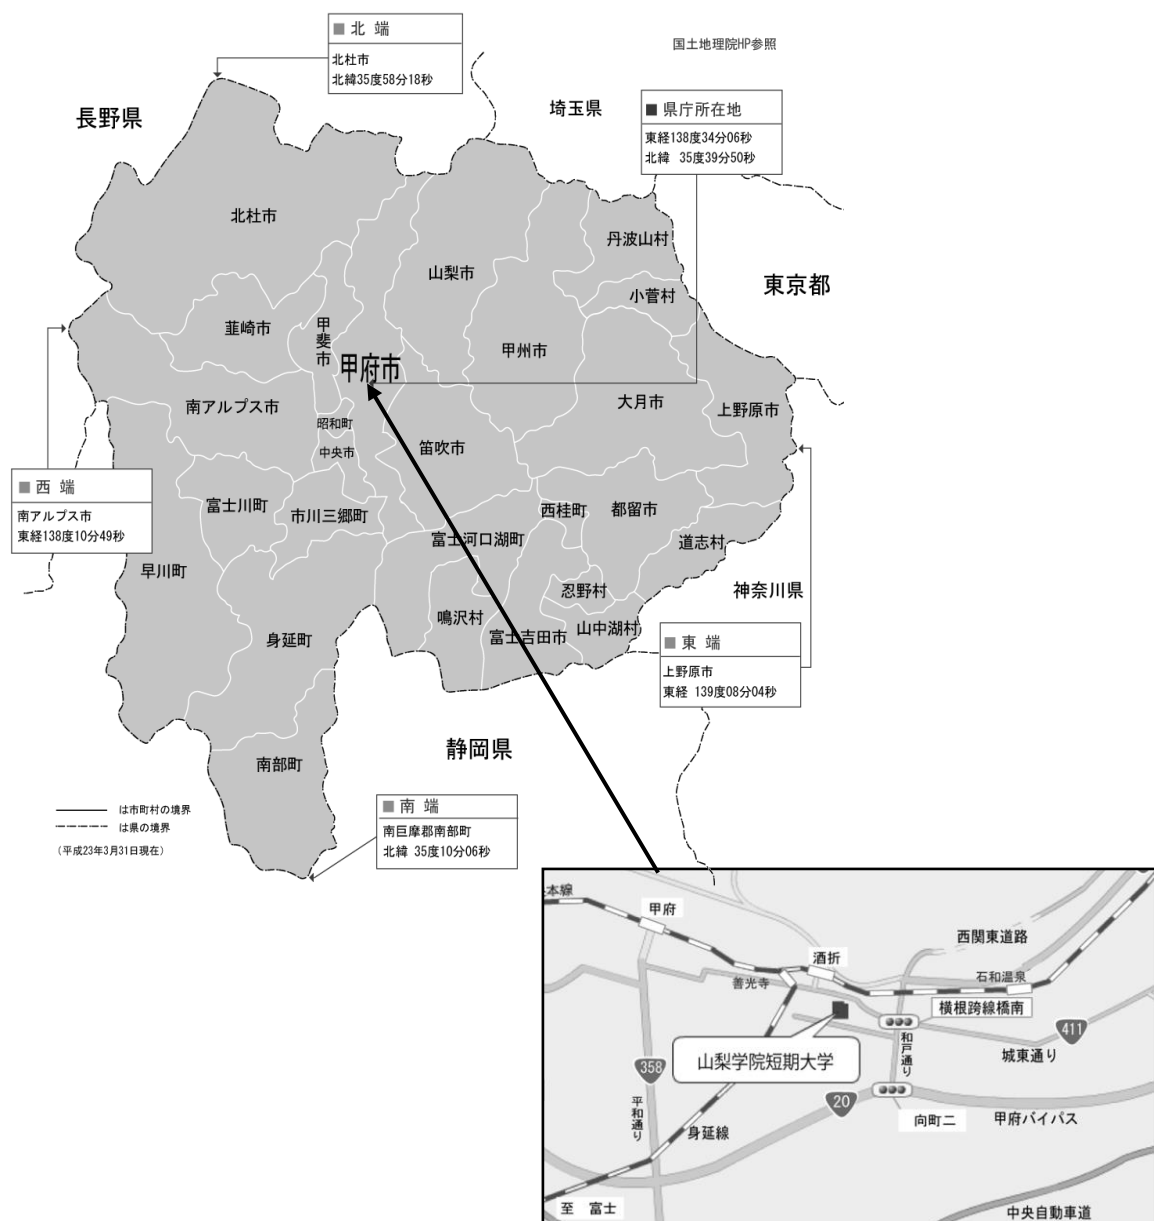 ■ 北 端
北杜市
北緯35度58分18秒
国土地理院HP参照
長野県
埼玉県
■ 県庁所在地
東経138度34分06秒
北緯 35度39分50秒
北杜市
丹波山村
山梨市
東京都
小菅村
韮崎市
甲斐市
甲州市
甲府市
南アルプス市
大月市
上野原市
昭和町
中央市
笛吹市
■ 西 端
南アルプス市
東経138度10分49秒
富士川町
市川三郷町
西桂町
都留市
富士河口湖町
道志村
早川町
忍野村
神奈川県
鳴沢村
富士吉田市
山中湖村
身延町
■ 東 端
上野原市
東経 139度08分04秒
静岡県
南部町
■ 南 端
南巨摩郡南部町
北緯 35度10分06秒
は市町村の境界
は県の境界
(平成23年3月31日現在)
本線
甲府
西関東道路
酒折
善光寺
石和温泉
横根跨線橋南
411
和戸通り
城東通り
山梨学院短期大学
358
20
平和通り
向町二
甲府バイパス
身延線
至 富士
中央自動車道